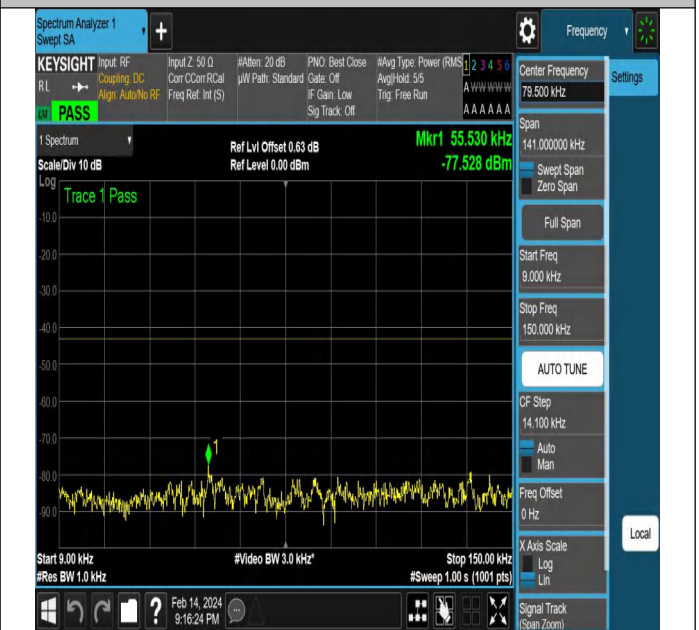 Spectrum Analyzer 1
Swept SA
+
Frequency
KEYSIGHT
Input: RF
Coupling: DC
Align: Auto/No RF
Input Z: 50 Ω
Corr CCorr RCal
Freq Ref: Int (S)
#Atten: 20 dB
µW Path: Standard
PNO: Best Close
Gate: Off
IF Gain: Low
Sig Track: Off
#Avg Type: Power (RMS
Avg|Hold: 5/5
Trig: Free Run
1 2 3 4 5 6
A W W W W W
A A A A A A
RL
PASS
1 Spectrum
Scale/Div 10 dB
Log
Ref Lvl Offset 0.63 dB
Ref Level 0.00 dBm
Mkr1 55.530 kHz
-77.528 dBm
Trace 1 Pass
-10.0
-20.0
-30.0
-40.0
-50.0
-60.0
-70.0
-80.0
-90.0
1
Start 9.00 kHz
#Res BW 1.0 kHz
#Video BW 3.0 kHz*
Stop 150.00 kHz
#Sweep 1.00 s (1001 pts)
Feb 14, 2024
9:16:24 PM
Center Frequency
79.500 kHz
Settings
Span
141.000000 kHz
Swept Span
Zero Span
Full Span
Start Freq
9.000 kHz
Stop Freq
150.000 kHz
AUTO TUNE
CF Step
14.100 kHz
Auto
Man
Freq Offset
0 Hz
Local
X Axis Scale
Log
Lin
Signal Track
(Span Zoom)